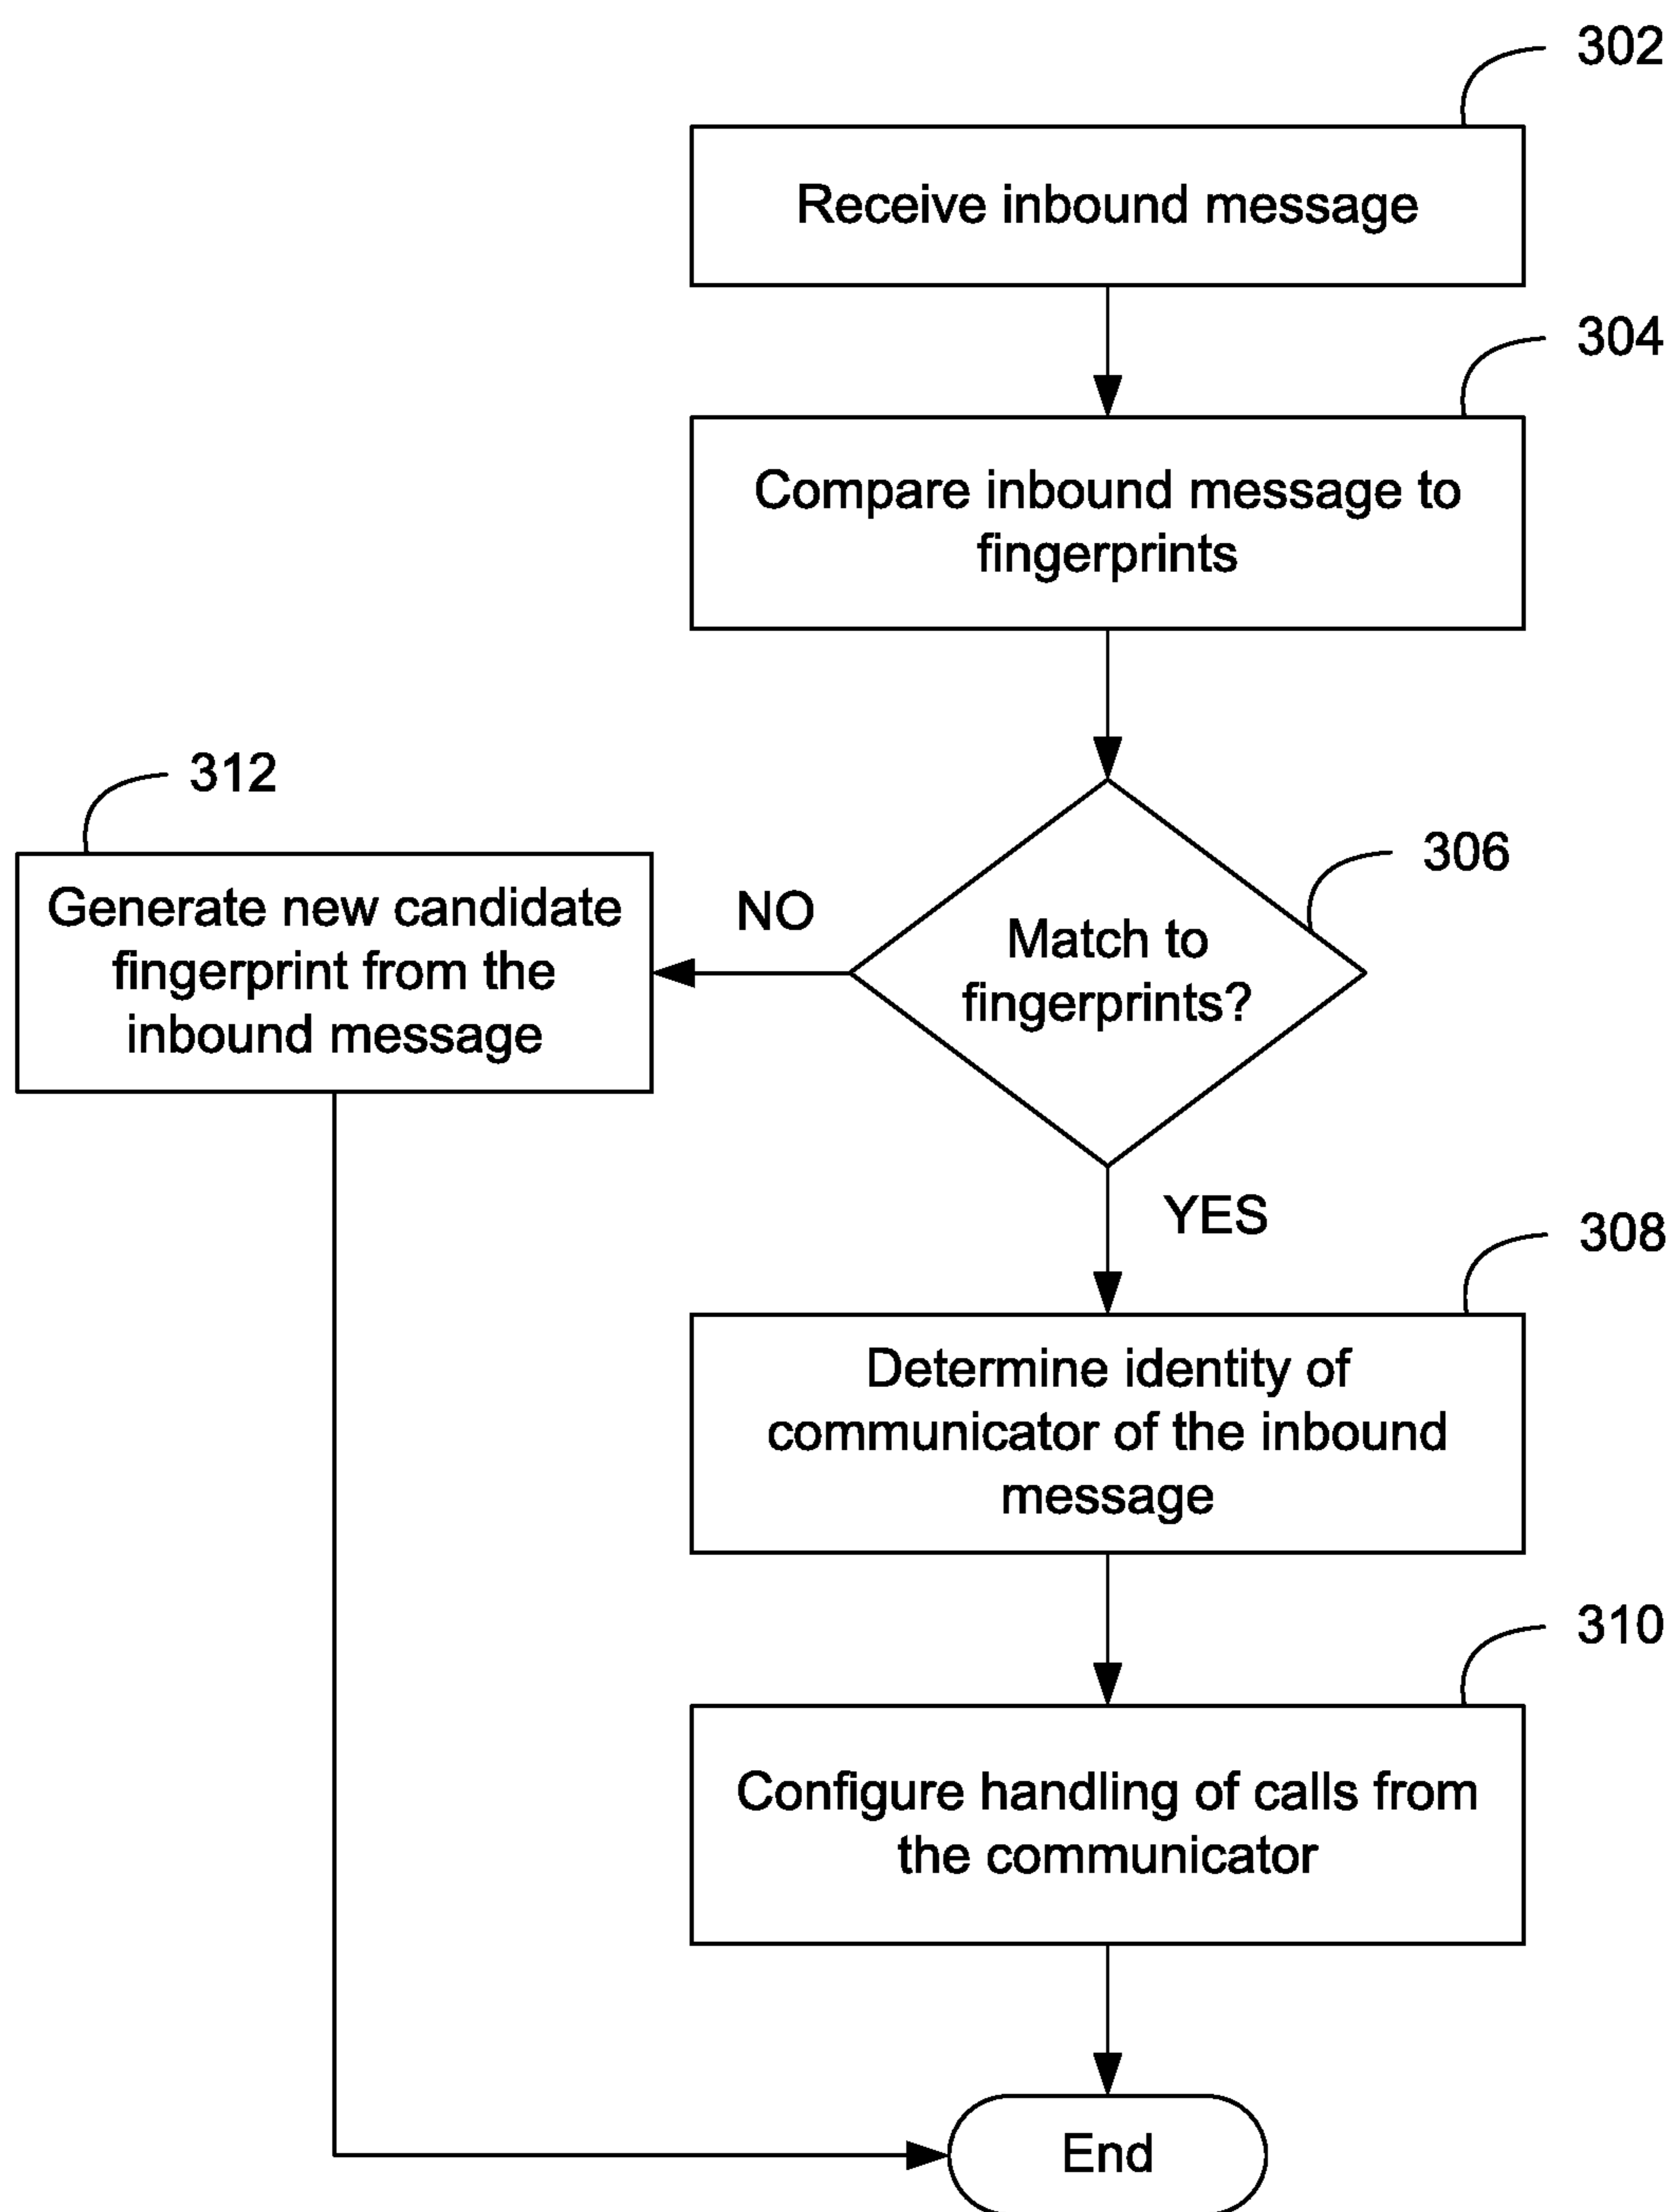 302
Receive inbound message
304
Compare inbound message to
fingerprints
312
306
Generate new candidate
fingerprint from the
inbound message
NO
Match to
fingerprints?
YES
308
Determine identity of
communicator of the inbound
message
310
Configure handling of calls from
the communicator
End